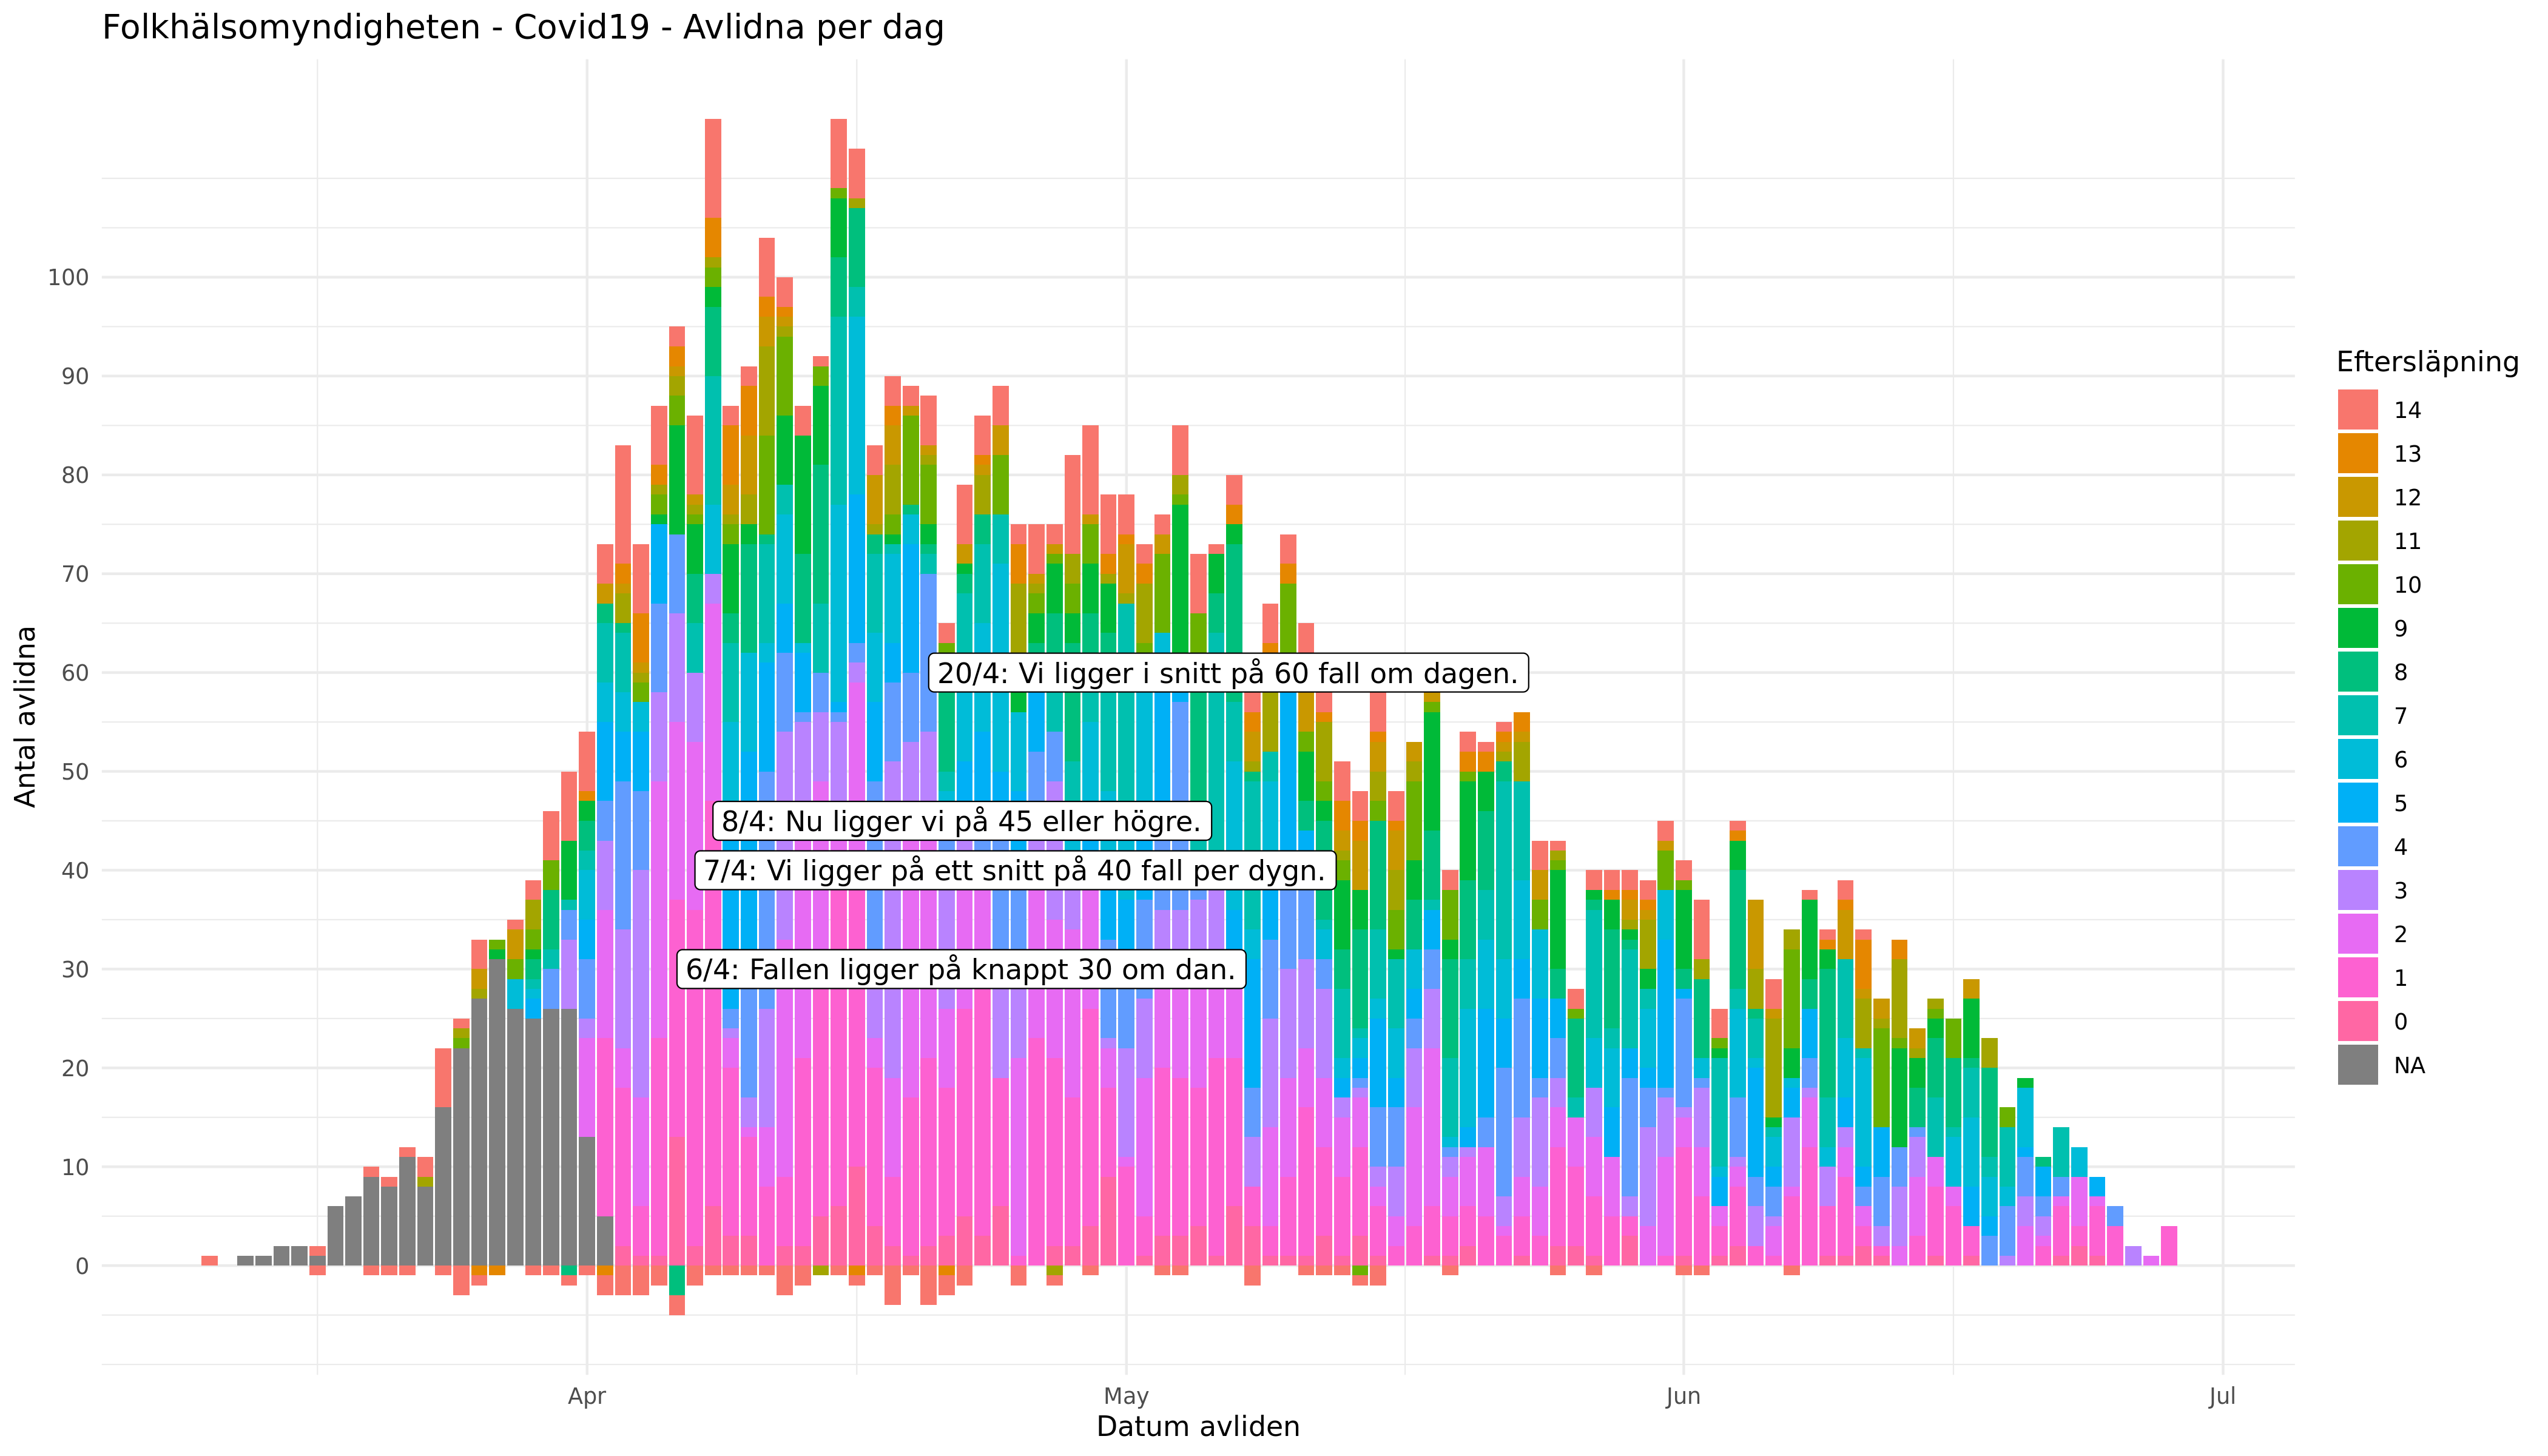 Folkhälsomyndigheten - Covid19 - Avlidna per dag
Antal avlidna
100
90
80
70
60
50
40
30
20
10
0
20/4: Vi ligger i snitt på 60 fall om dagen.
8/4: Nu ligger vi på 45 eller högre.
7/4: Vi ligger på ett snitt på 40 fall per dygn.
6/4: Fallen ligger på knappt 30 om dan.
Apr
May
Jun
Jul
Datum avliden
Eftersläpning
14
13
12
11
10
9
8
7
6
5
4
3
2
1
0
NA